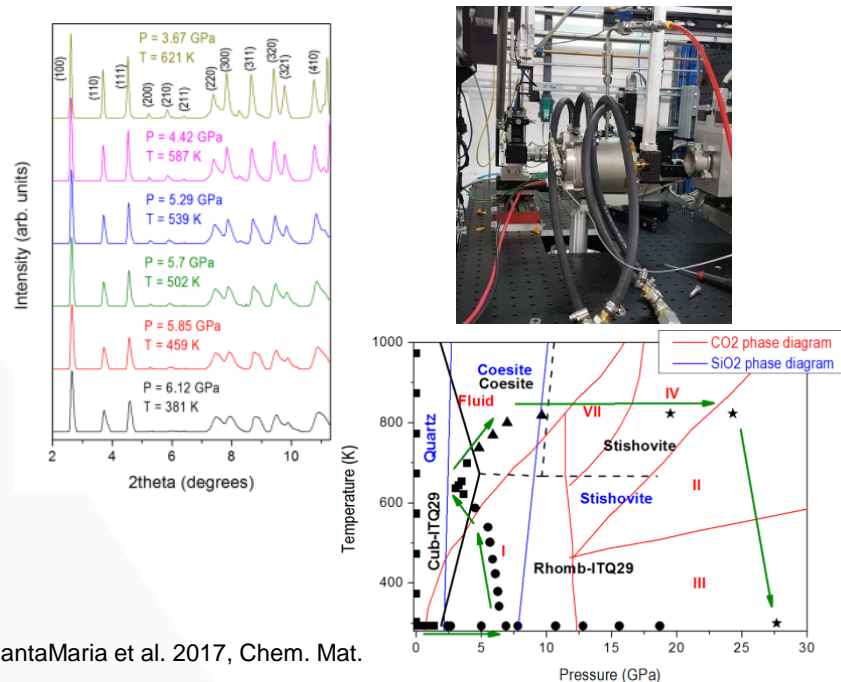 P = 3.67 GPa
T = 621 K
(100)
(110)
(111)
(200)
(210)
(211)
(220)
(300)
(311)
(320)
(321)
(410)
P = 4.42 GPa
T = 587 K
P = 5.29 GPa
T = 539 K
P = 5.7 GPa
T = 502 K
P = 5.85 GPa
T = 459 K
P = 6.12 GPa
T = 381 K
Intensity (arb. units)
2 4 6 8 10
2theta (degrees)
CO2 phase diagram
SiO2 phase diagram
1000
800
600
400
Temperature (K)
Coesite
Coesite
Fluid
IV
VII
Quartz
Stishovite
Stishovite
II
Cub-ITQ29
I
Rhomb-ITQ29
III
0 5 10 15 20 25 30
Pressure (GPa)
antaMaria et al. 2017, Chem. Mat.